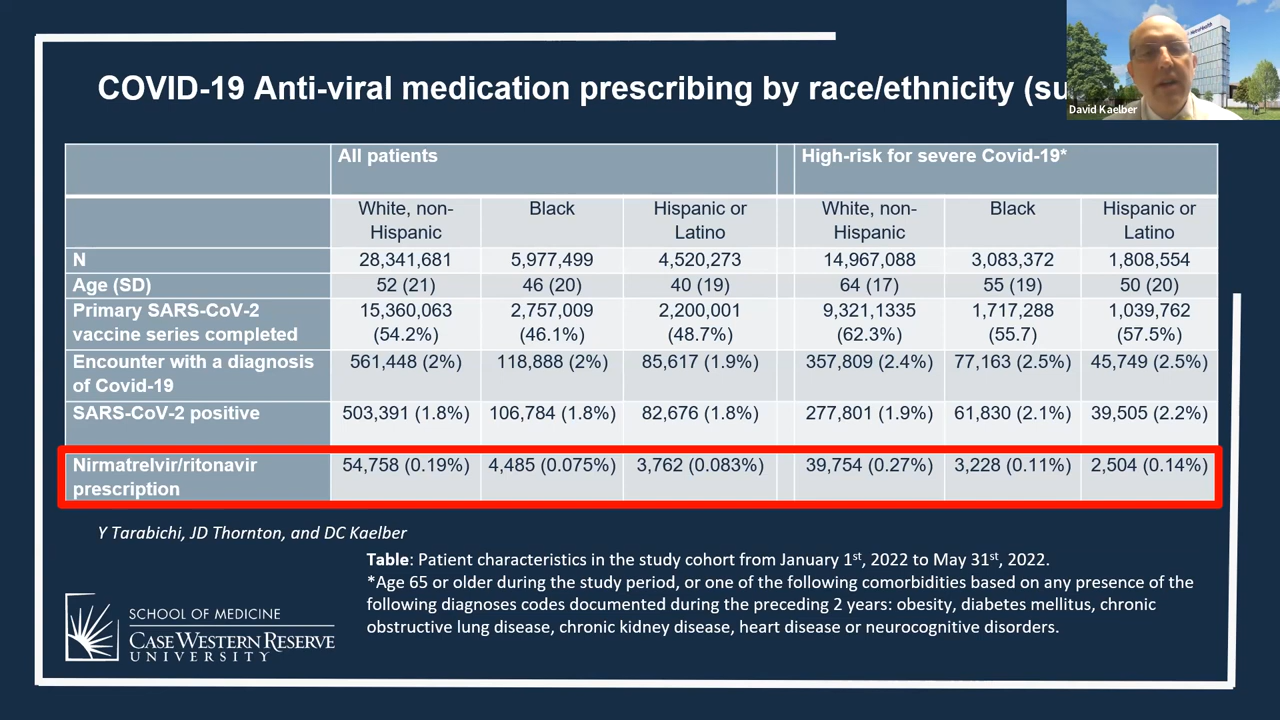 COVID-19 Anti-viral medication prescribing by race/ethnicity (su
David Kaelber
All patients
High-risk for severe Covid-19*
White, non-Hispanic
Black
Hispanic or Latino
White, non-Hispanic
Black
Hispanic or Latino
N
28,341,681
5,977,499
4,520,273
14,967,088
3,083,372
1,808,554
Age (SD)
52 (21)
46 (20)
40 (19)
64 (17)
55 (19)
50 (20)
Primary SARS-CoV-2
vaccine series completed
15,360,063
(54.2%)
2,757,009
(46.1%)
2,200,001
(48.7%)
9,321,1335
(62.3%)
1,717,288
(55.7)
1,039,762
(57.5%)
Encounter with a diagnosis
of Covid-19
561,448 (2%)
118,888 (2%)
85,617 (1.9%)
357,809 (2.4%)
77,163 (2.5%)
45,749 (2.5%)
SARS-CoV-2 positive
503,391 (1.8%)
106,784 (1.8%)
82,676 (1.8%)
277,801 (1.9%)
61,830 (2.1%)
39,505 (2.2%)
Nirmatrelvir/ritonavir
prescription
54,758 (0.19%)
4,485 (0.075%)
3,762 (0.083%)
39,754 (0.27%)
3,228 (0.11%)
2,504 (0.14%)
Y Tarabichi, JD Thornton, and DC Kaelber
Table: Patient characteristics in the study cohort from January 1st, 2022 to May 31st, 2022.
*Age 65 or older during the study period, or one of the following comorbidities based on any presence of the
following diagnoses codes documented during the preceding 2 years: obesity, diabetes mellitus, chronic
obstructive lung disease, chronic kidney disease, heart disease or neurocognitive disorders.
SCHOOL OF MEDICINE
CASE WESTERN RESERVE
UNIVERSITY